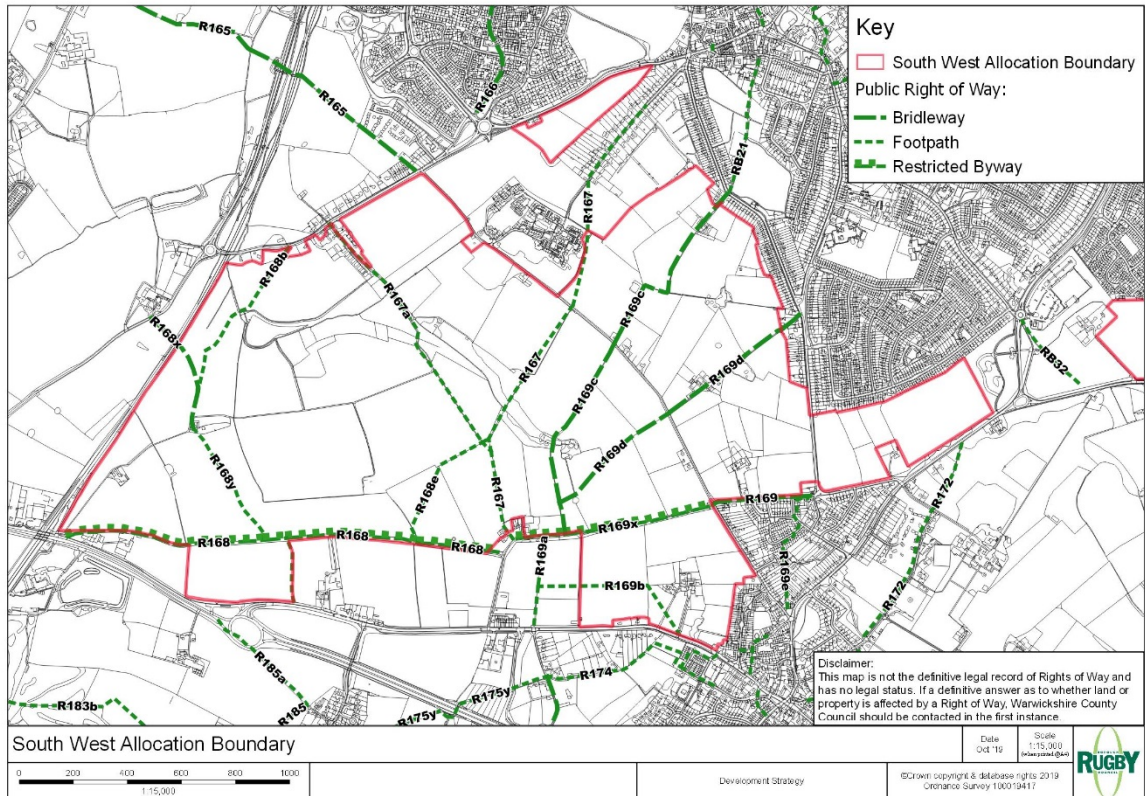 Key
South West Allocation Boundary
Public Right of Way:
Bridleway
Footpath
Restricted Byway
R165
R166
R165
RB21
R167
R168b
R167a
R169c
R168x
R167
R169c
R169d
RB32
R169d
R168y
R168e
R167
R172
R169
R169x
R168
R168
R168
R169a
R169b
R169e
R172
R185a
R174
R175y
R183b
R185
R175y
Disclaimer:
This map is not the definitive legal record of Rights of Way and
has no legal status. If a definitive answer as to whether land or
property is affected by a Right of Way, Warwickshire County
Council should be contacted in the first instance.
South West Allocation Boundary
Date
Oct '19
Scale
1:15,000
(when printed @A4)
RUGBY
0 200 400 600 800 1000
1:15,000
Development Strategy
©Crown copyright & database rights 2019
Ordnance Survey 100019417